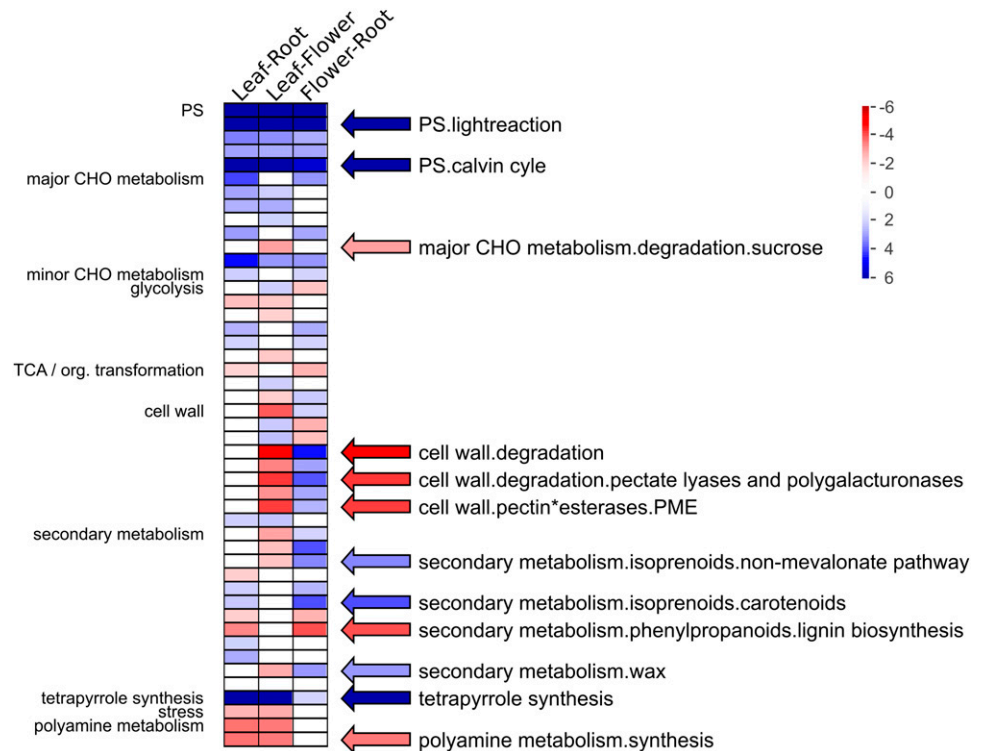 Leaf-Root
Leaf-Flower
Flower-Root
PS
PS.lightreaction
PS.calvin cyle
major CHO metabolism
major CHO metabolism.degradation.sucrose
minor CHO metabolism
glycolysis
TCA / org. transformation
cell wall
cell wall.degradation
cell wall.degradation.pectate lyases and polygalacturonases
cell wall.pectin*esterases.PME
secondary metabolism
secondary metabolism.isoprenoids.non-mevalonate pathway
secondary metabolism.isoprenoids.carotenoids
secondary metabolism.phenylpropanoids.lignin biosynthesis
secondary metabolism.wax
tetrapyrrole synthesis
tetrapyrrole synthesis
stress
polyamine metabolism
polyamine metabolism.synthesis
-6
-4
-2
0
2
4
6